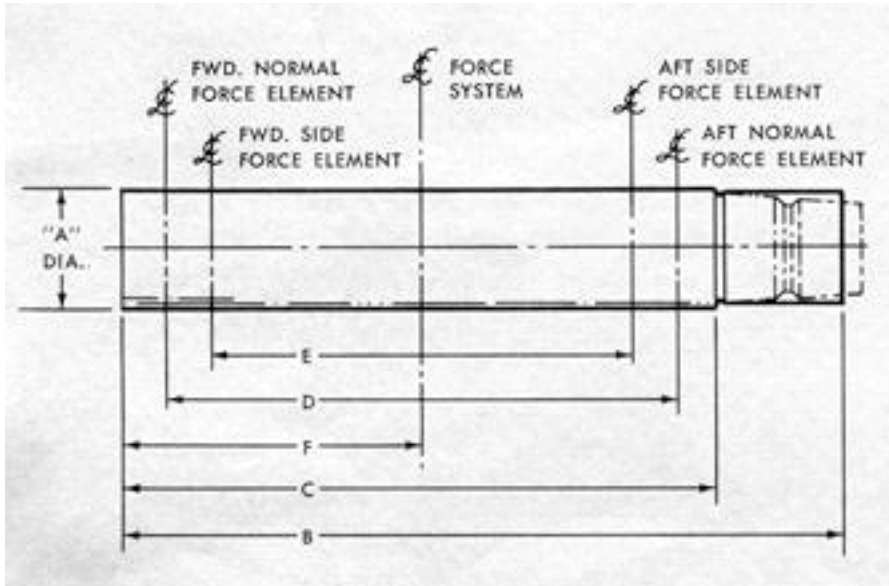 FWD. NORMAL
FORCE ELEMENT
FORCE
SYSTEM
AFT SIDE
FORCE ELEMENT
FWD. SIDE
FORCE ELEMENT
AFT NORMAL
FORCE ELEMENT
"A"
DIA.
E
D
F
C
B